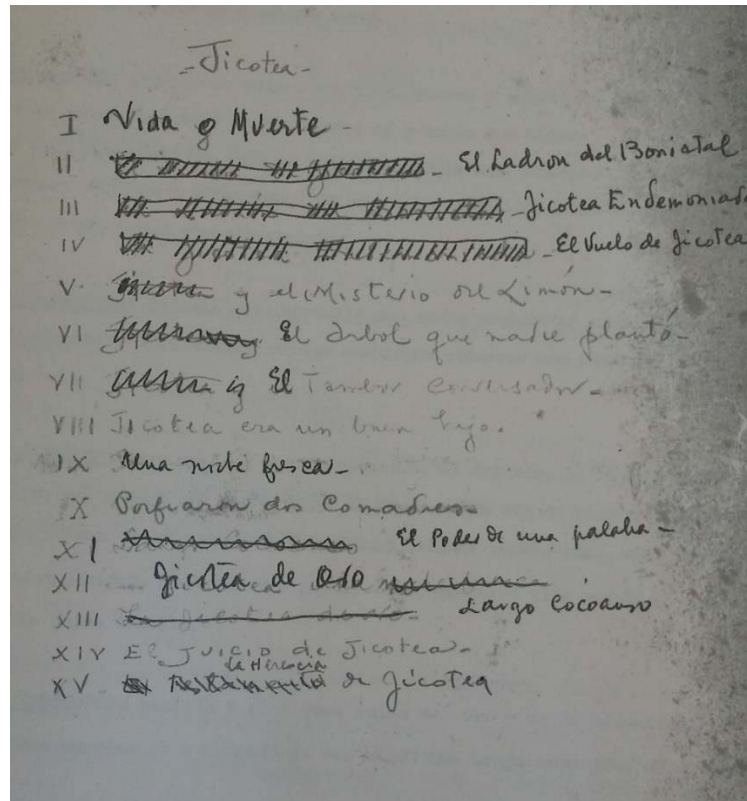 -Jicotea-
I Vida o Muerte -
II - El Ladron del Boniatal
III - Jicotea Endemoniad
IV - El Vuelo de Jicotea
V. y el Misterio del Limón -
VI El árbol que nadie plantó -
VII El Tambor -
VIII Jicotea era un buen hijo.
IX Una noche fresca -
X Porfiaron dos Comadres
XI El Poder de una palabra -
XII Jicotea de Oro
XIII Largo
XIV El Juicio de Jicotea -
la Herencia
XV de Jicotea